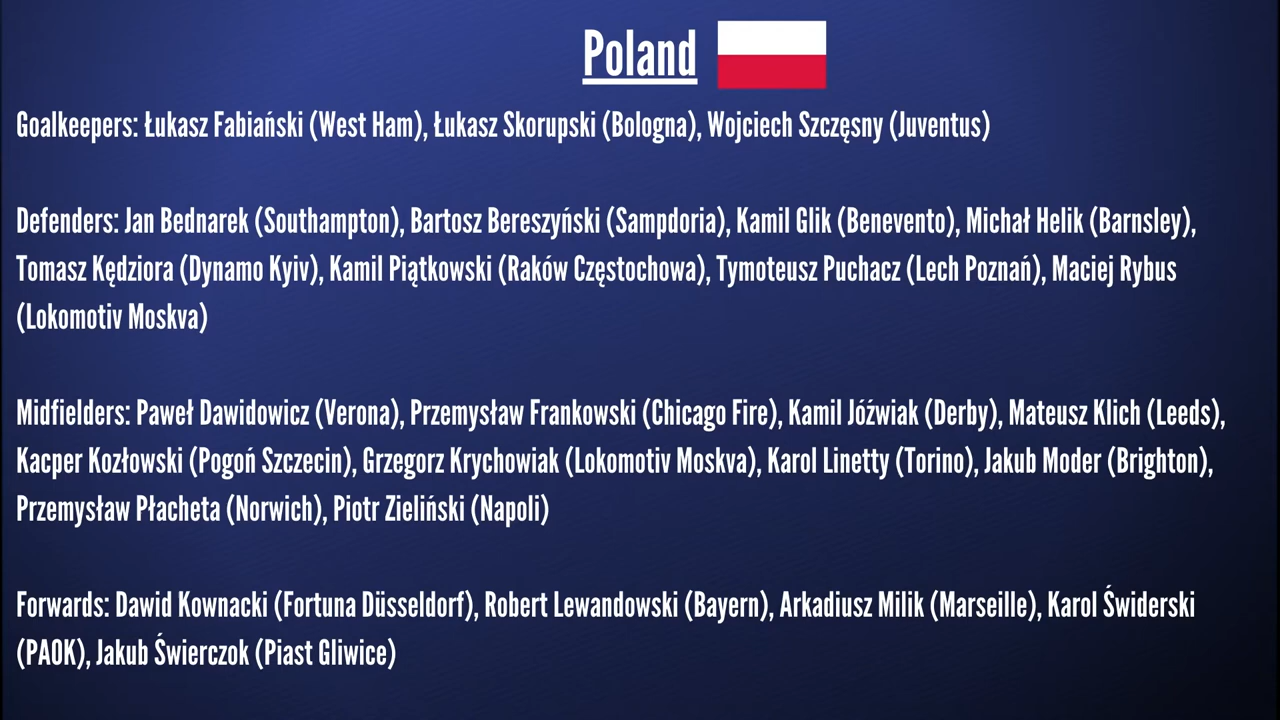 Poland
Goalkeepers: Łukasz Fabiański (West Ham), Łukasz Skorupski (Bologna), Wojciech Szczęsny (Juventus)
Defenders: Jan Bednarek (Southampton), Bartosz Bereszyński (Sampdoria), Kamil Glik (Benevento), Michał Helik (Barnsley),
Tomasz Kędziora (Dynamo Kyiv), Kamil Piątkowski (Raków Częstochowa), Tymoteusz Puchacz (Lech Poznań), Maciej Rybus
(Lokomotiv Moskva)
Midfielders: Paweł Dawidowicz (Verona), Przemysław Frankowski (Chicago Fire), Kamil Jóźwiak (Derby), Mateusz Klich (Leeds),
Kacper Kozłowski (Pogoń Szczecin), Grzegorz Krychowiak (Lokomotiv Moskva), Karol Linetty (Torino), Jakub Moder (Brighton),
Przemysław Płacheta (Norwich), Piotr Zieliński (Napoli)
Forwards: Dawid Kownacki (Fortuna Düsseldorf), Robert Lewandowski (Bayern), Arkadiusz Milik (Marseille), Karol Świderski
(PAOK), Jakub Świerczok (Piast Gliwice)